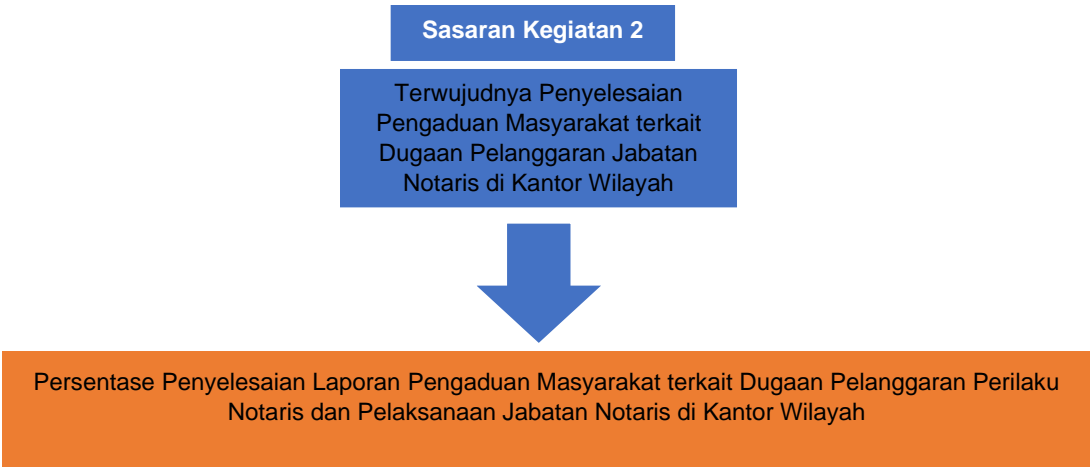 Sasaran Kegiatan 2
Terwujudnya Penyelesaian
Pengaduan Masyarakat terkait
Dugaan Pelanggaran Jabatan
Notaris di Kantor Wilayah
Persentase Penyelesaian Laporan Pengaduan Masyarakat terkait Dugaan Pelanggaran Perilaku
Notaris dan Pelaksanaan Jabatan Notaris di Kantor Wilayah